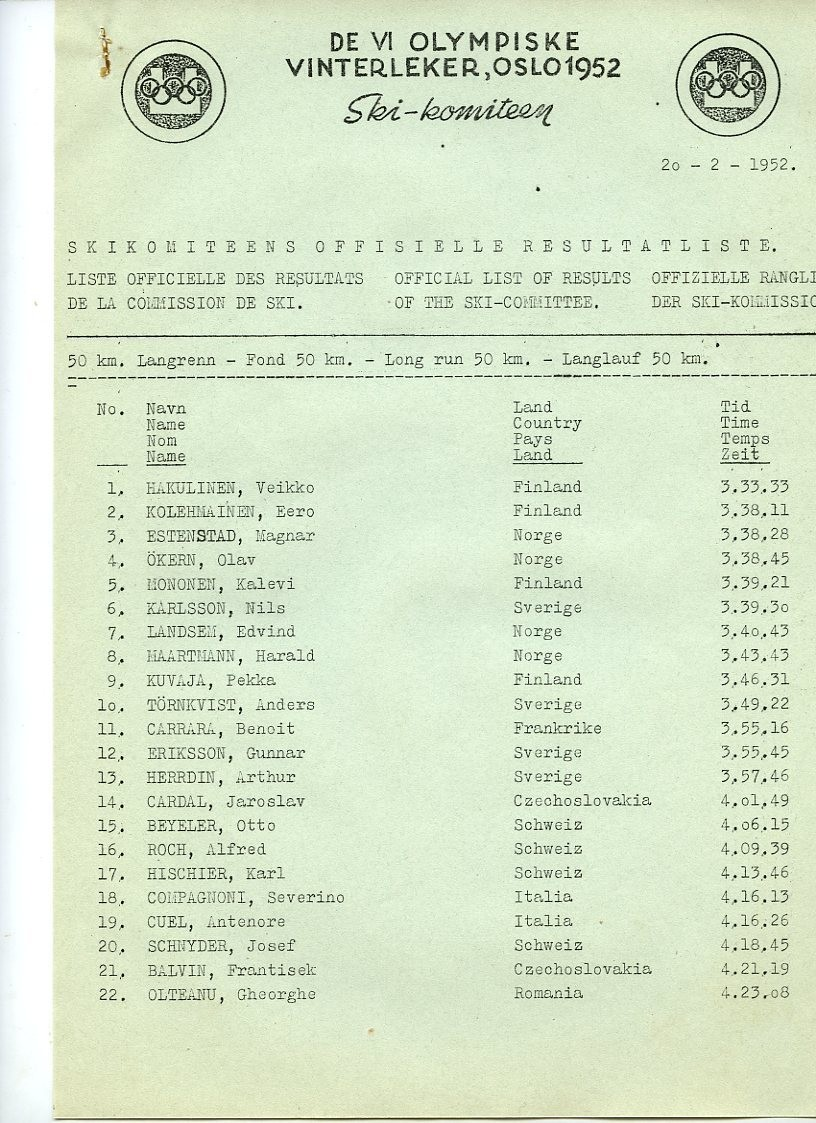 DE VI OLYMPISKE
VINTERLEKER, OSLO 1952
Ski-komiteen
2o - 2 - 1952.
SKIKOMITEENS OFFISIELLE RESULTATLISTE.
LISTE OFFICIELLE DES RESULTATS OFFICIAL LIST OF RESULTS OFFIZIELLE RANGLI
DE LA COMMISSION DE SKI. OF THE SKI-COMMITTEE. DER SKI-KOMMISSIO
50 km. Langrenn - Fond 50 km. - Long run 50 km. - Langlauf 50 km.
No. Navn Land Tid
Name Country Time
Nom Pays Temps
Name Land Zeit
1. HAKULINEN, Veikko Finland 3.33.33
2. KOLEHMAINEN, Eero Finland 3.38.11
3. ESTENSTAD, Magnar Norge 3.38.28
4. ÖKERN, Olav Norge 3.38.45
5. MONONEN, Kalevi Finland 3.39.21
6. KARLSSON, Nils Sverige 3.39.3o
7. LANDSEM, Edvind Norge 3.4o.43
8. MAARTMANN, Harald Norge 3.43.43
9. KUVAJA, Pekka Finland 3.46.31
1o. TÖRNKVIST, Anders Sverige 3.49.22
11. CARRARA, Benoit Frankrike 3.55.16
12. ERIKSSON, Gunnar Sverige 3.55.45
13. HERRDIN, Arthur Sverige 3.57.46
14. CARDAL, Jaroslav Czechoslovakia 4.o1.49
15. BEYELER, Otto Schweiz 4.o6.15
16. ROCH, Alfred Schweiz 4.09.39
17. HISCHIER, Karl Schweiz 4.13.46
18. COMPAGNONI, Severino Italia 4.16.13
19. CUEL, Antenore Italia 4.16.26
20. SCHNYDER, Josef Schweiz 4.18.45
21. BALVIN, Frantisek Czechoslovakia 4.21.19
22. OLTEANU, Gheorghe Romania 4.23.o8